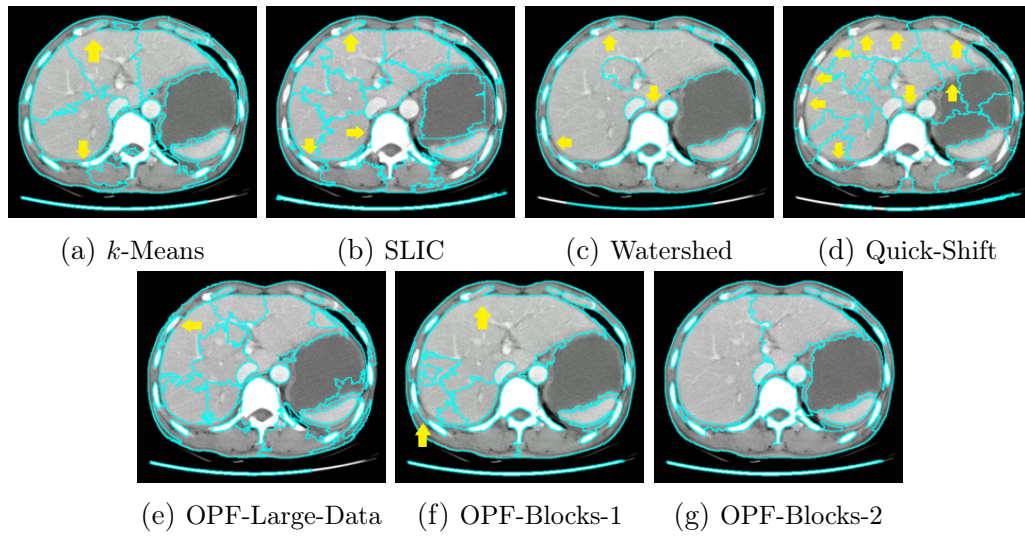 (a) k-Means
(b) SLIC
(c) Watershed
(d) Quick-Shift
(e) OPF-Large-Data
(f) OPF-Blocks-1
(g) OPF-Blocks-2